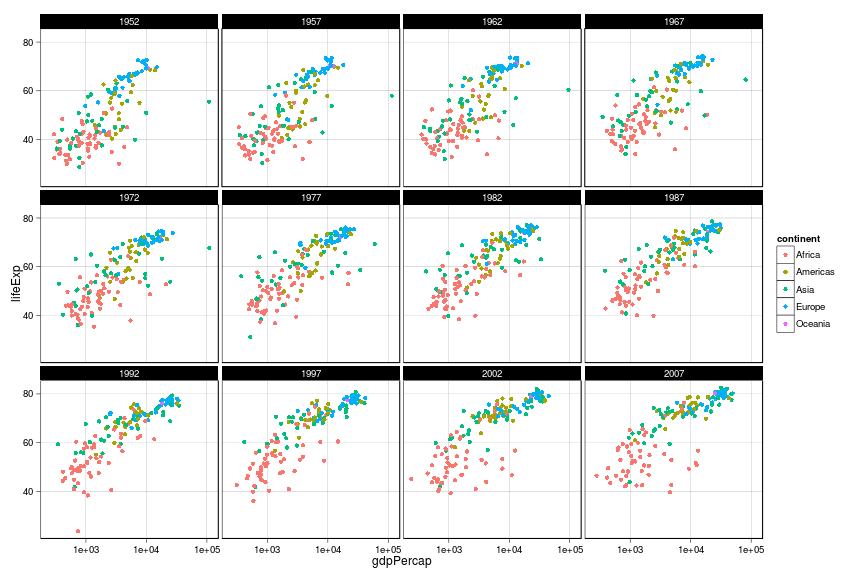 1952 1957 1962 1967
80
60
40
1972 1977 1982 1987
80
60
40
1992 1997 2002 2007
80
60
40
1e+03 1e+04 1e+05 1e+03 1e+04 1e+05 1e+03 1e+04 1e+05 1e+03 1e+04 1e+05
gdpPercap
lifeExp
continent
Africa
Americas
Asia
Europe
Oceania